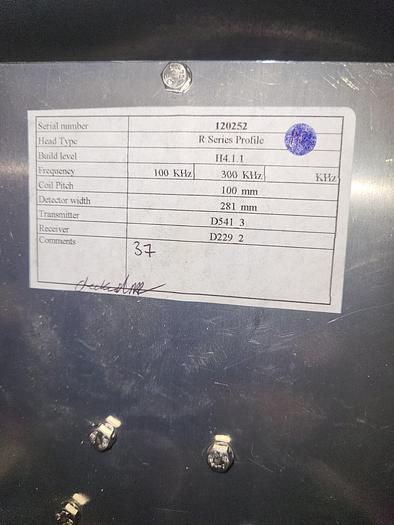 Serial number 120252
Head Type R Series Profile
Build level H4.1.1
Frequency 100 KHz 300 KHz KHz
Coil Pitch 100 mm
Detector width 281 mm
Transmitter D541 3
Receiver D229 2
Comments
37